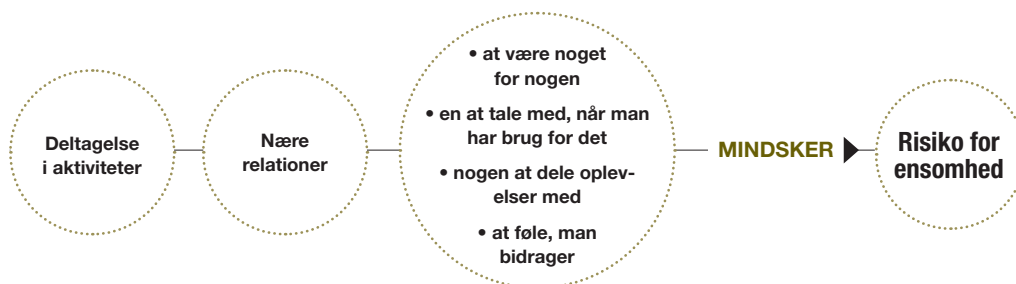 Deltagelse
i aktiviteter
Nære
relationer
• at være noget
for nogen
• en at tale med, når man
har brug for det
• nogen at dele oplev-
elser med
• at føle, man
bidrager
MINDSKER
Risiko for
ensomhed